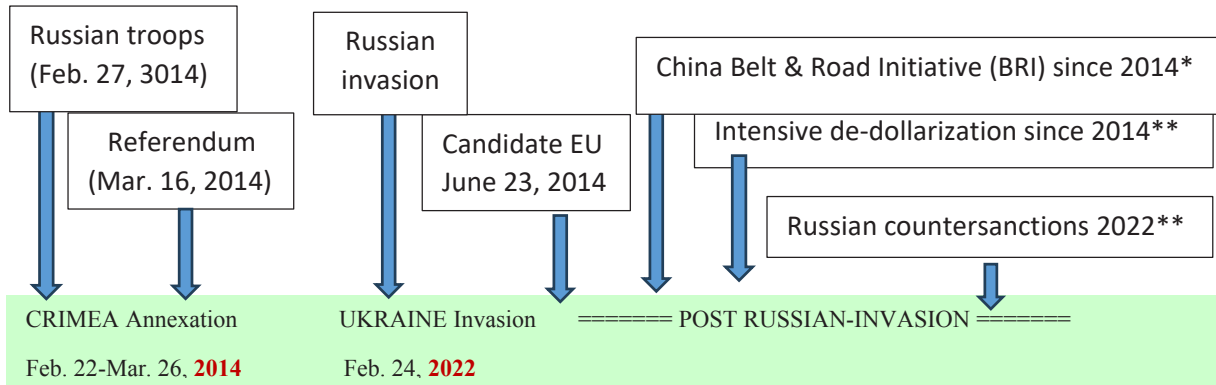 Russian troops
(Feb. 27, 3014)
Referendum
(Mar. 16, 2014)
Russian
invasion
Candidate EU
June 23, 2014
China Belt & Road Initiative (BRI) since 2014*
Intensive de-dollarization since 2014**
Russian countersanctions 2022**
CRIMEA Annexation
UKRAINE Invasion
======= POST RUSSIAN-INVASION =======
Feb. 22-Mar. 26, 2014
Feb. 24, 2022